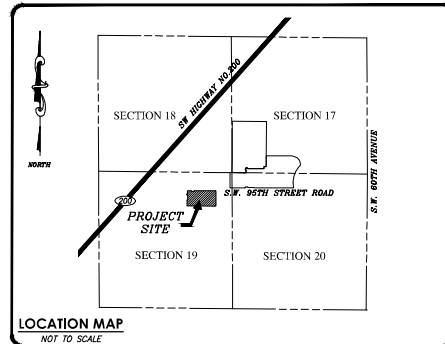 SW HIGHWAY NO.200
SECTION 18
SECTION 17
S.W. 60TH AVENUE
NORTH
S.W. 95TH STREET ROAD
200
PROJECT
SITE
SECTION 19
SECTION 20
LOCATION MAP
NOT TO SCALE